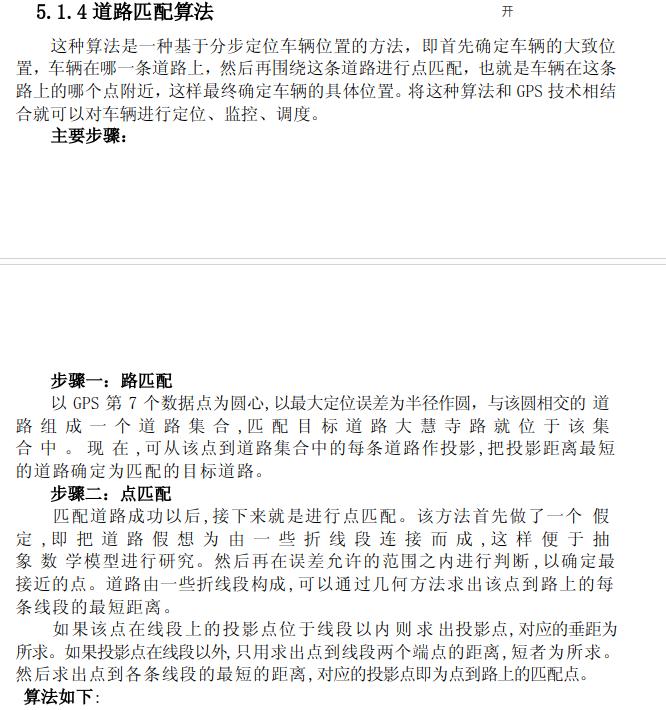 5.1.4 道路匹配算法
开
这种算法是一种基于分步定位车辆位置的方法，即首先确定车辆的大致位
置，车辆在哪一条道路上，然后再围绕这条道路进行点匹配，也就是车辆在这条
路上的哪个点附近，这样最终确定车辆的具体位置。将这种算法和 GPS 技术相结
合就可以对车辆进行定位、监控、调度。
主要步骤：
步骤一：路匹配
以 GPS 第 7 个数据点为圆心,以最大定位误差为半径作圆，与该圆相交的 道
路 组 成 一 个 道 路 集 合 ,匹 配 目 标 道 路 大 慧 寺 路 就 位 于 该 集
合 中 。 现 在 ,可从该点到道路集合中的每条道路作投影,把投影距离最短
的道路确定为匹配的目标道路。
步骤二：点匹配
匹配道路成功以后,接下来就是进行点匹配。该方法首先做了一个 假
定 ,即 把 道 路 假 想 为 由 一 些 折 线 段 连 接 而 成 ,这 样 便 于 抽
象 数 学模型进行研究。然后再在误差允许的范围之内进行判断,以确定最
接近的点。道路由一些折线段构成,可以通过几何方法求出该点到路上的每
条线段的最短距离。
如果该点在线段上的投影点位于线段以内 则 求 出投影点, 对应的垂距为
所求。如果投影点在线段以外, 只用求出点到线段两个端点的距离, 短者为所求。
然后求出点到各条线段的最短的距离, 对应的投影点即为点到路上的匹配点。
算法如下: